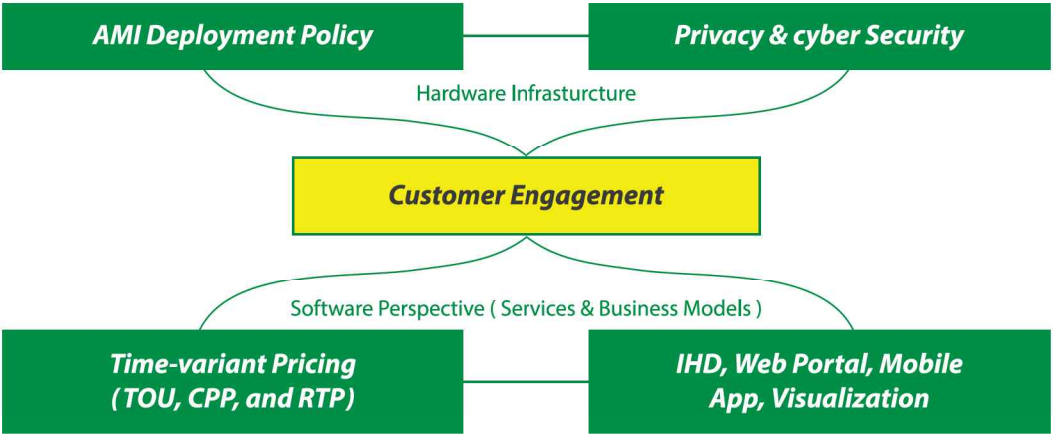 AMI Deployment Policy
Privacy & cyber Security
Hardware Infrasturcture
Customer Engagement
Software Perspective ( Services & Business Models )
Time-variant Pricing
( TOU, CPP, and RTP)
IHD, Web Portal, Mobile
App, Visualization